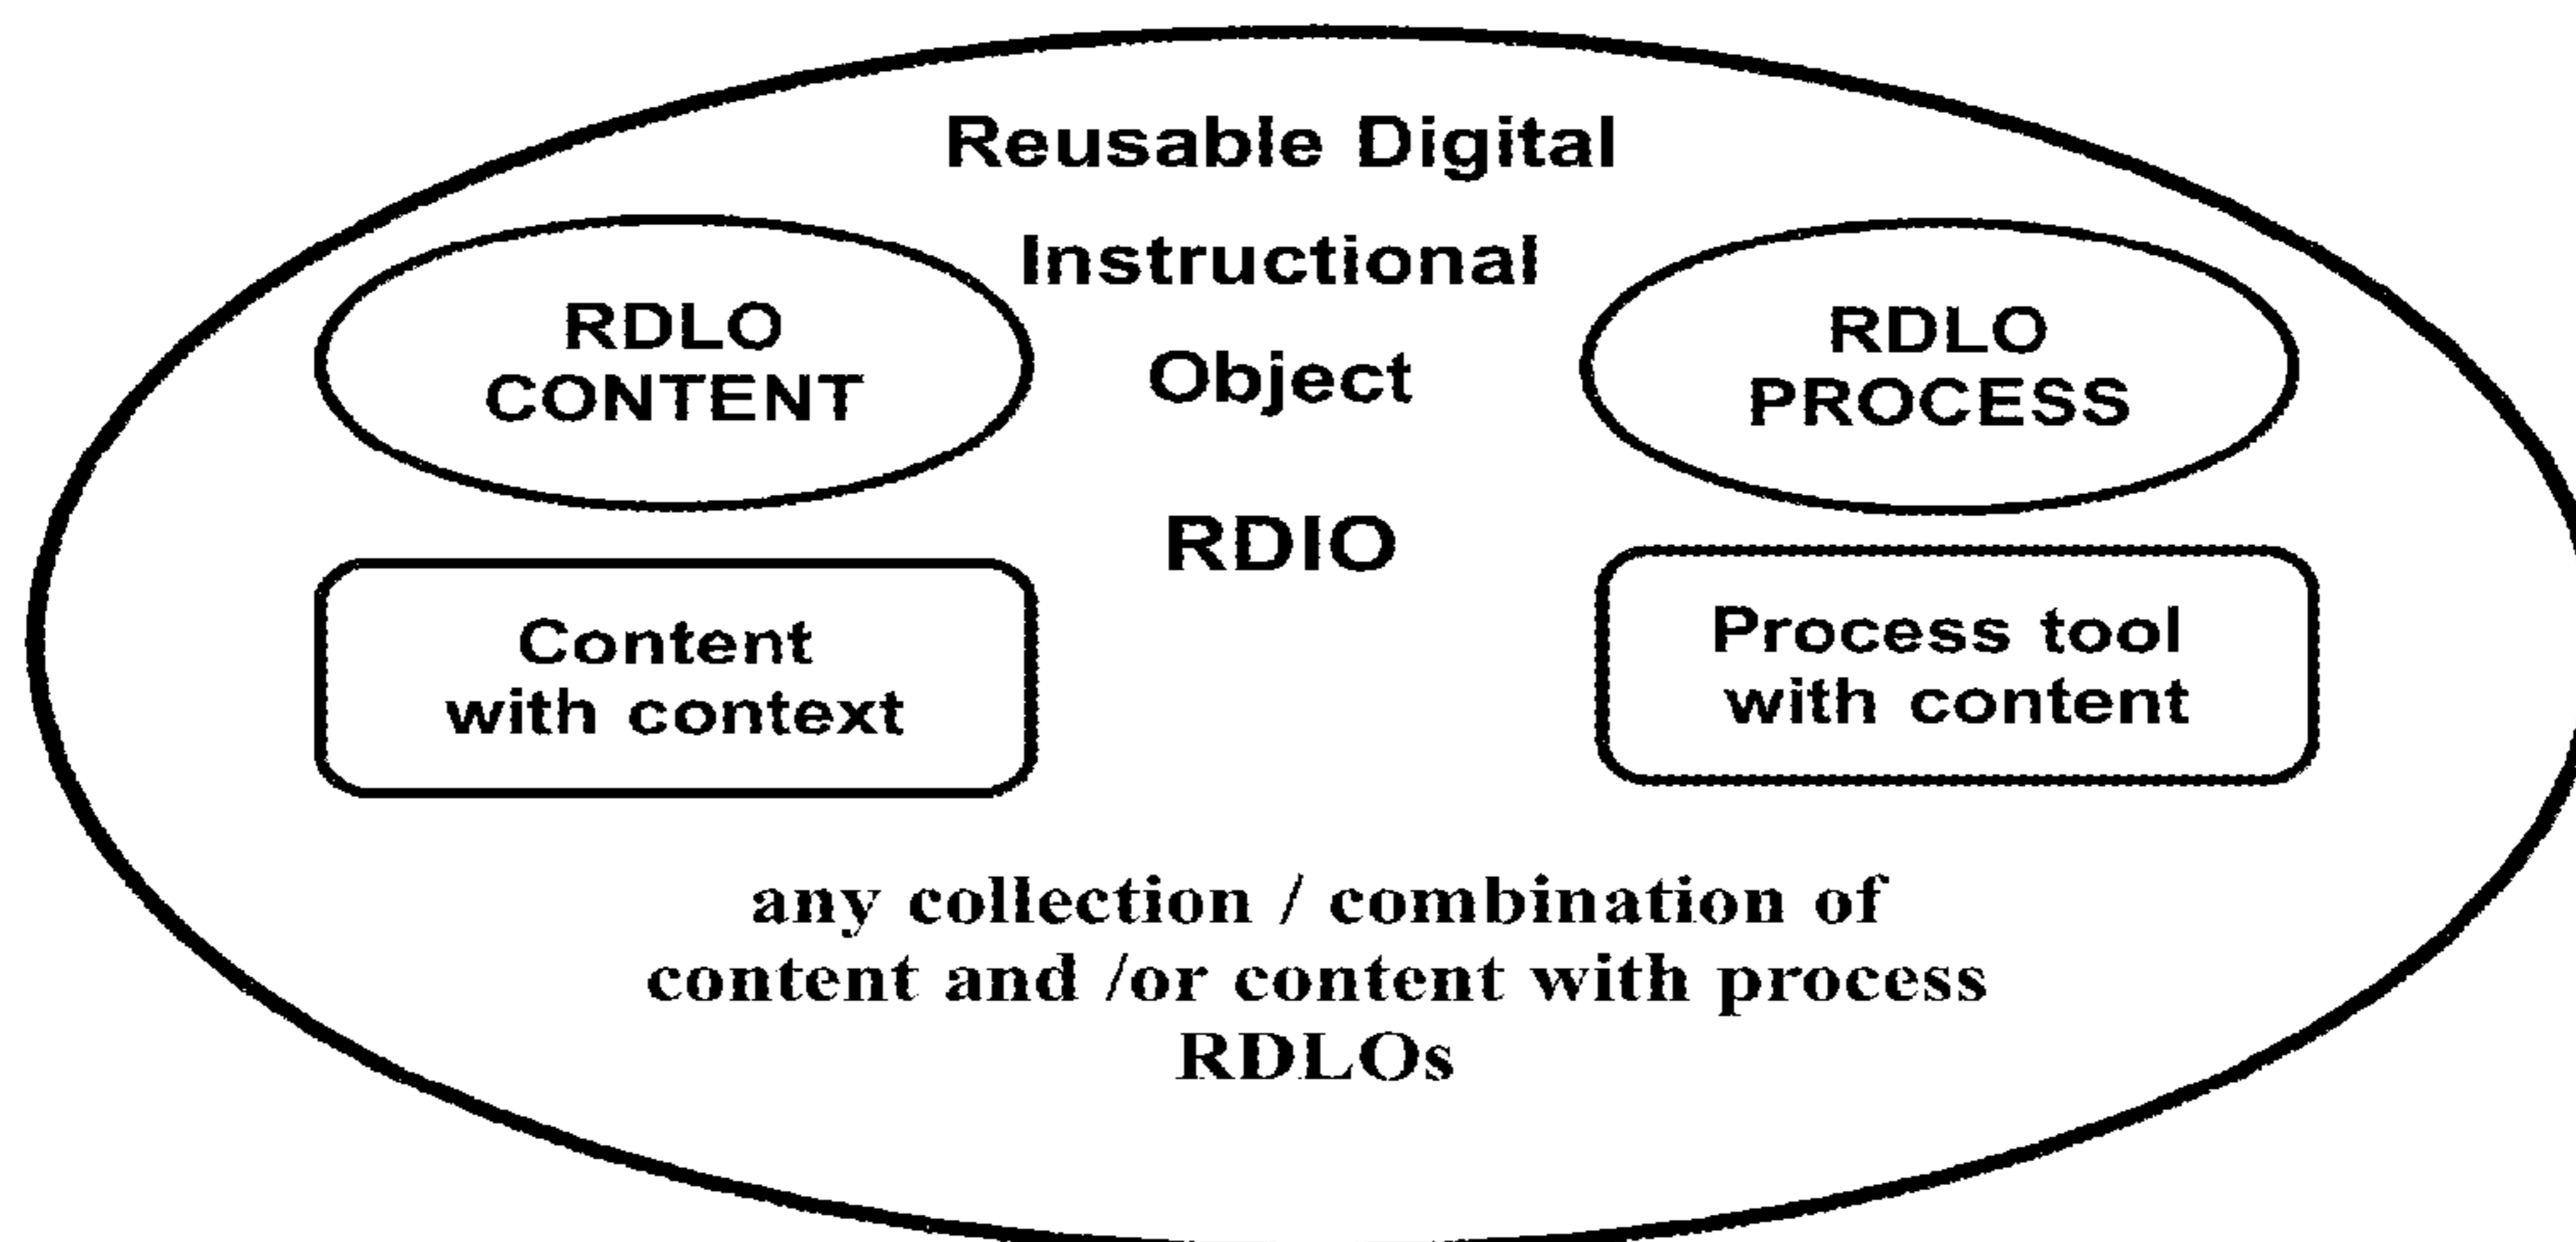 Reusable Digital
Instructional
Object
RDIO
RDLO
CONTENT
Content
with context
RDLO
PROCESS
Process tool
with content
any collection / combination of
content and /or content with process
RDLOs